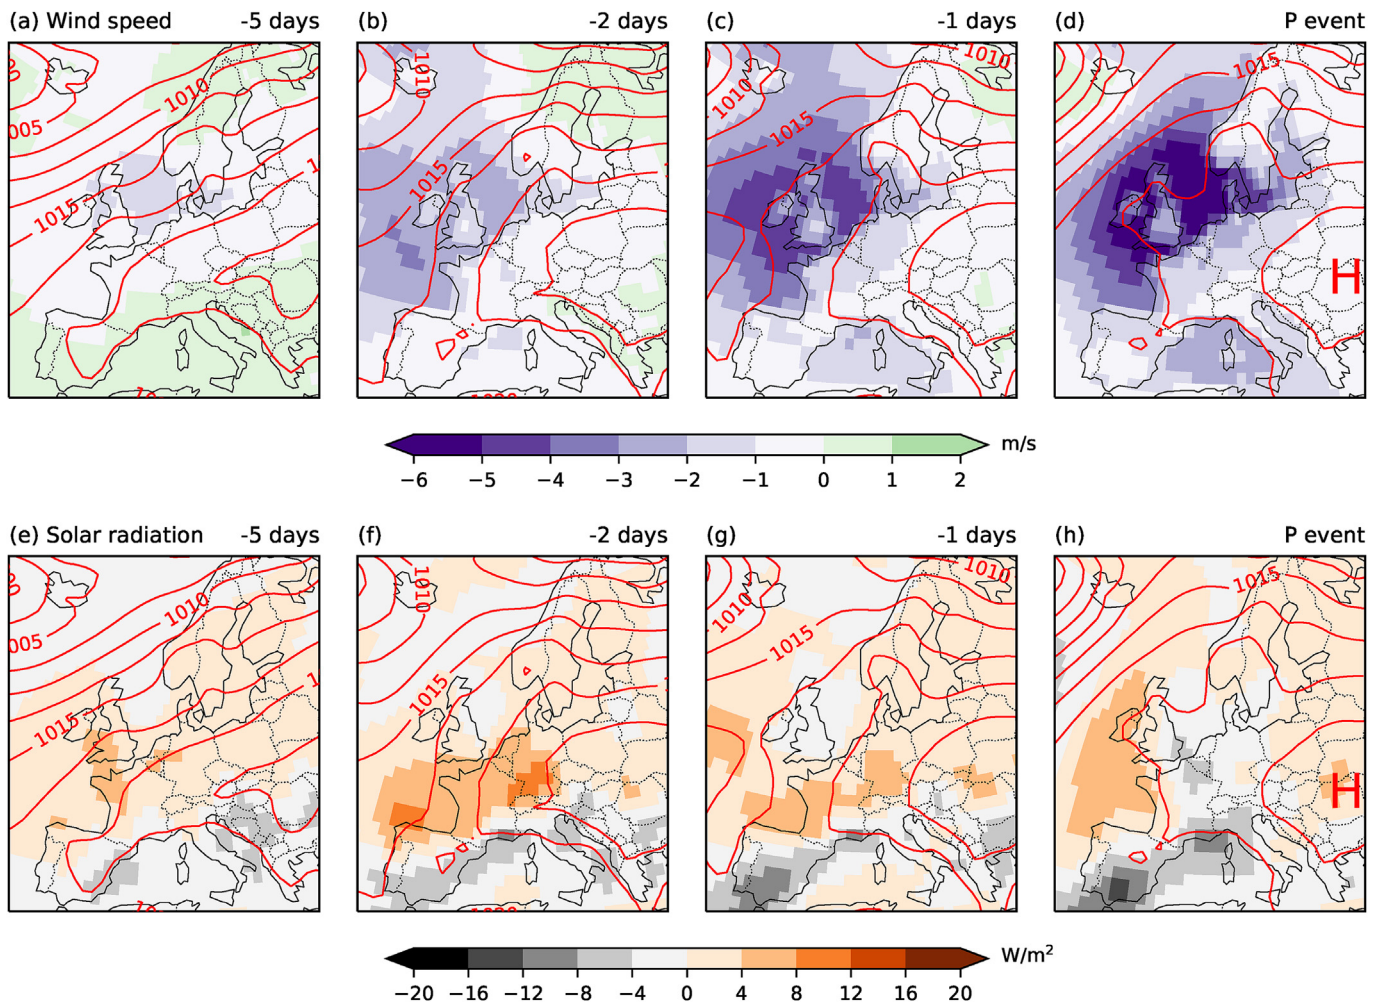 (a) Wind speed -5 days
(b) -2 days
(c) -1 days
(d) P event
1010
005
1015
1
1010
1015
1010
1010
1015
1015
H
−6 −5 −4 −3 −2 −1 0 1 2 m/s
(e) Solar radiation -5 days
(f) -2 days
(g) -1 days
(h) P event
1010
005
1015
1
1010
1015
1010
1010
1015
1015
H
−20 −16 −12 −8 −4 0 4 8 12 16 20 W/m²